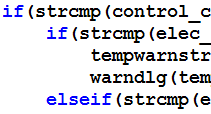 if(strcmp(control_c
if(strcmp(elec_
tempwarnstr
warndlg(tem
elseif(strcmp(e